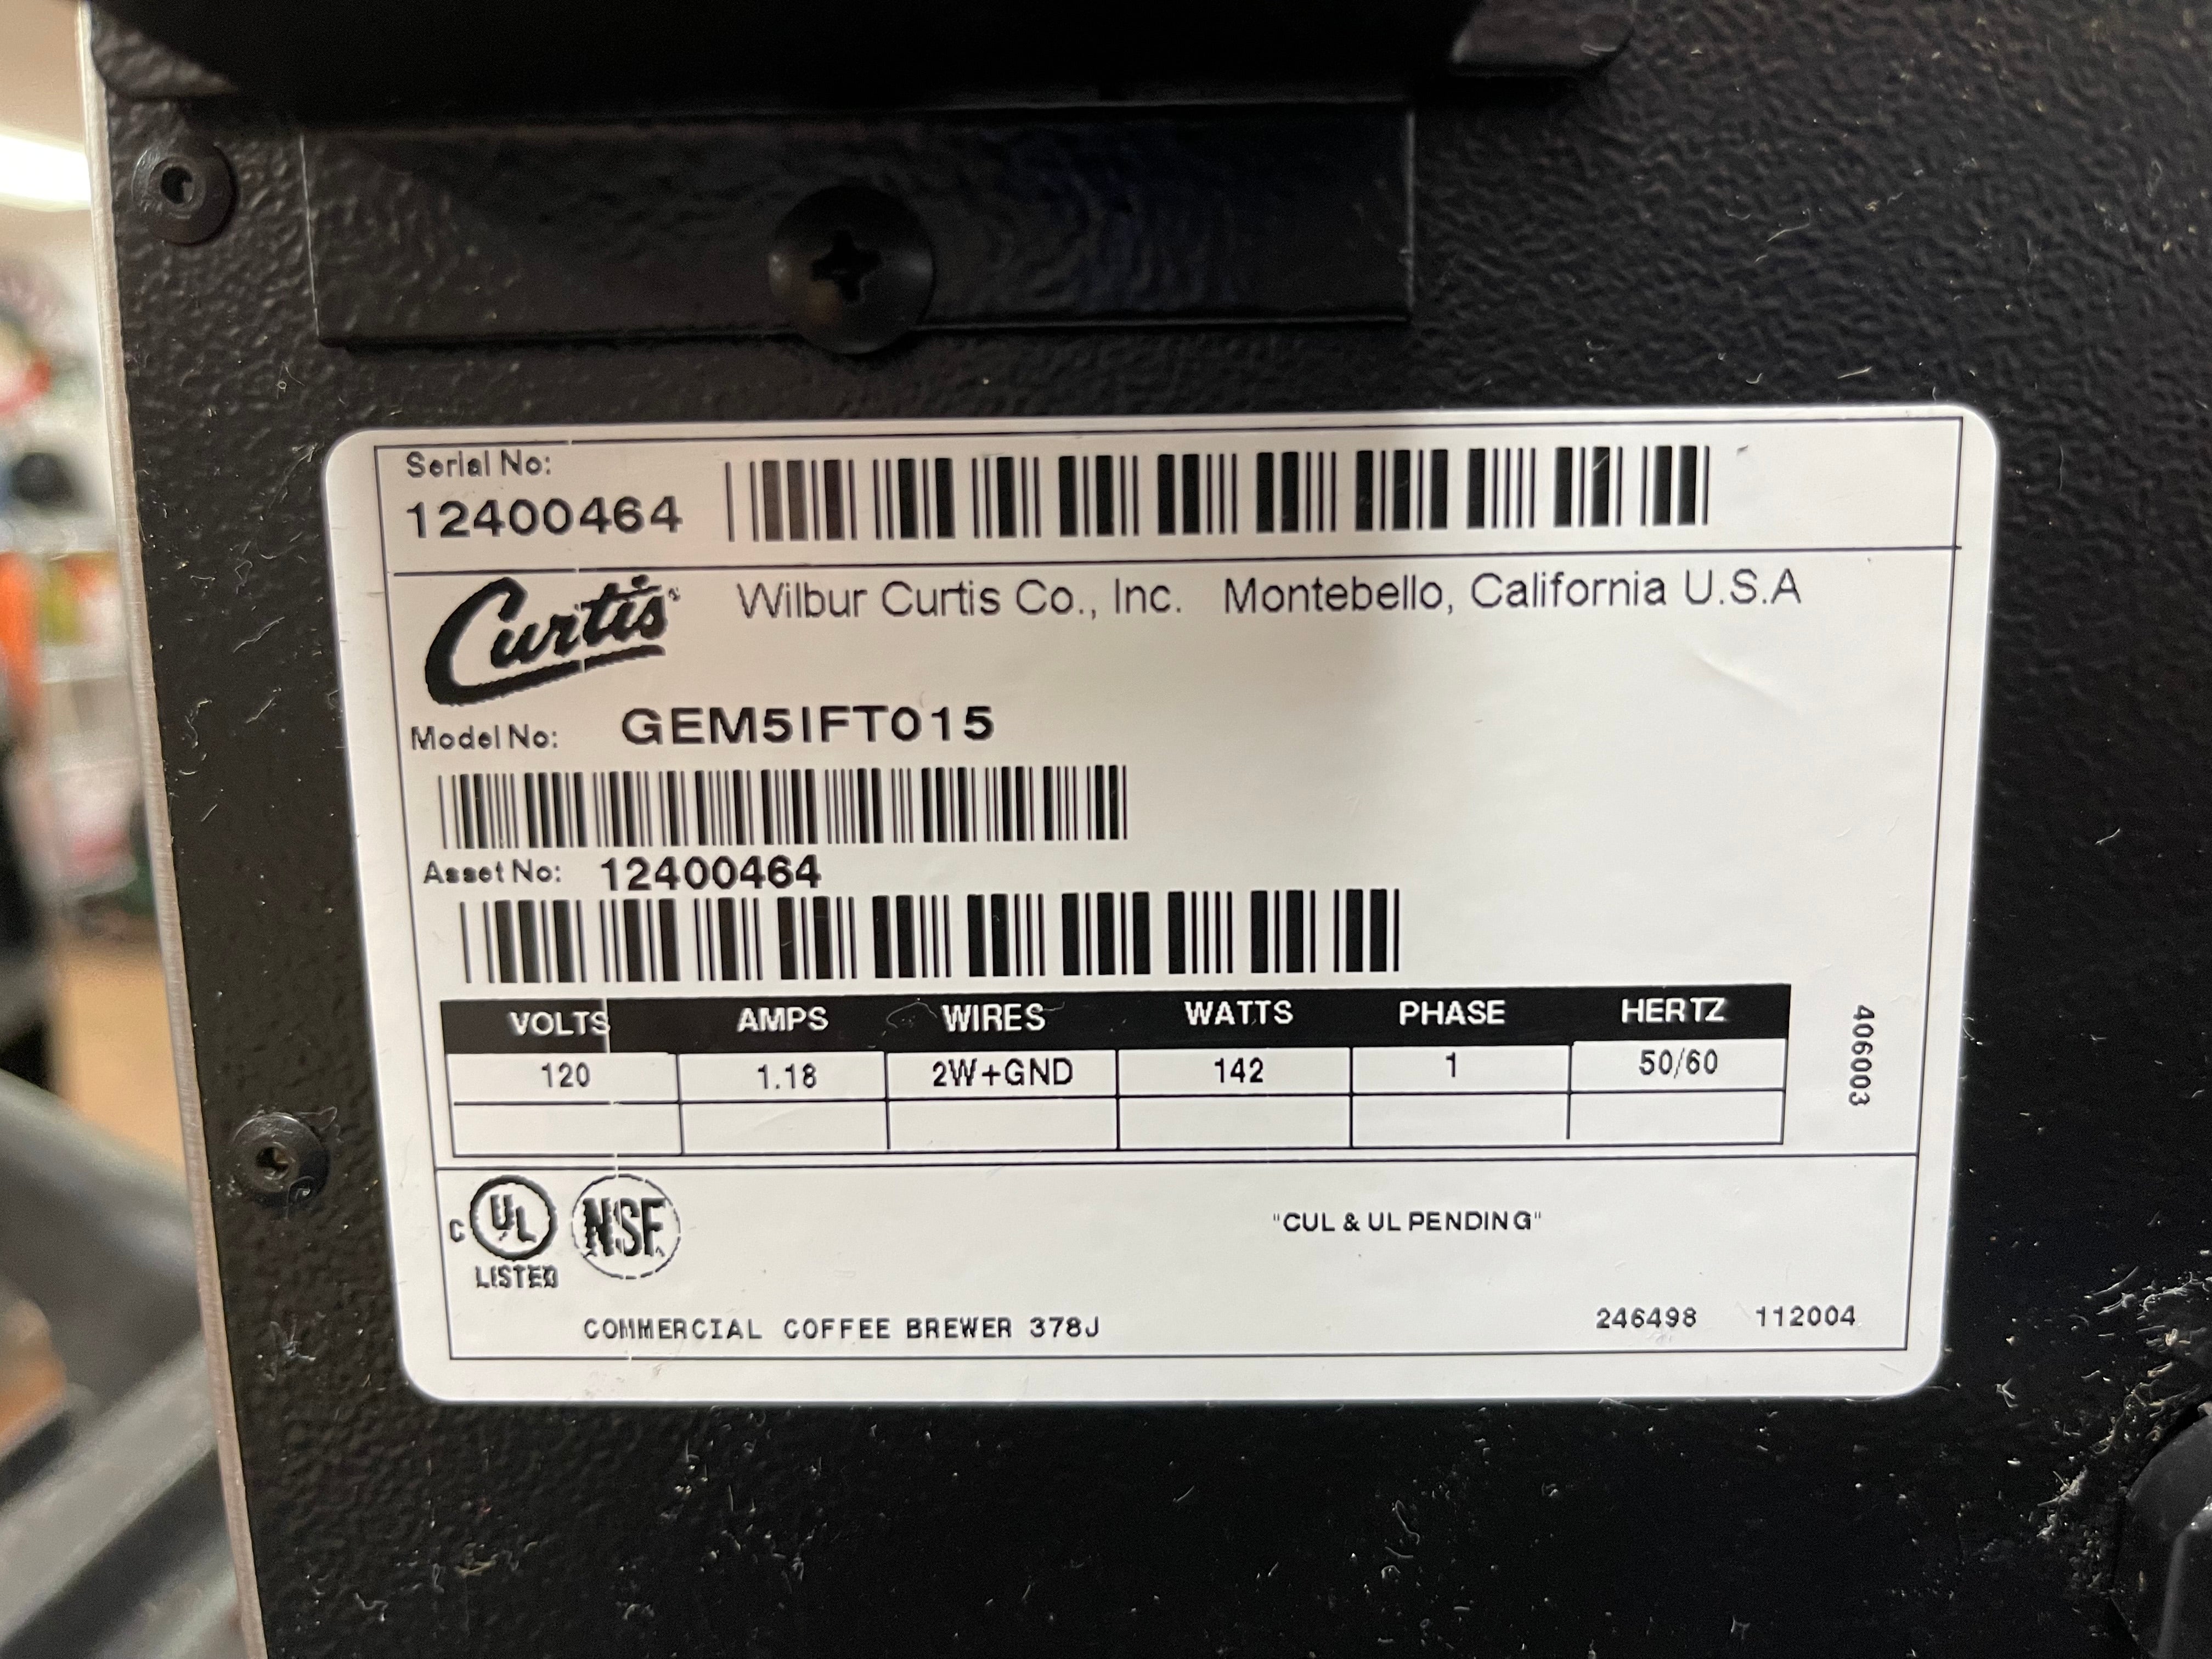 Serial No:
12400464
Curtis
Wilbur Curtis Co., Inc. Montebello, California U.S.A
Model No: GEM5IFT015
Asset No: 12400464
VOLTS AMPS WIRES WATTS PHASE HERTZ
120 1.18 2W+GND 142 1 50/60
406003
C UL NSF
LISTED
"CUL & UL PENDING"
COMMERCIAL COFFEE BREWER 378J
246498 112004